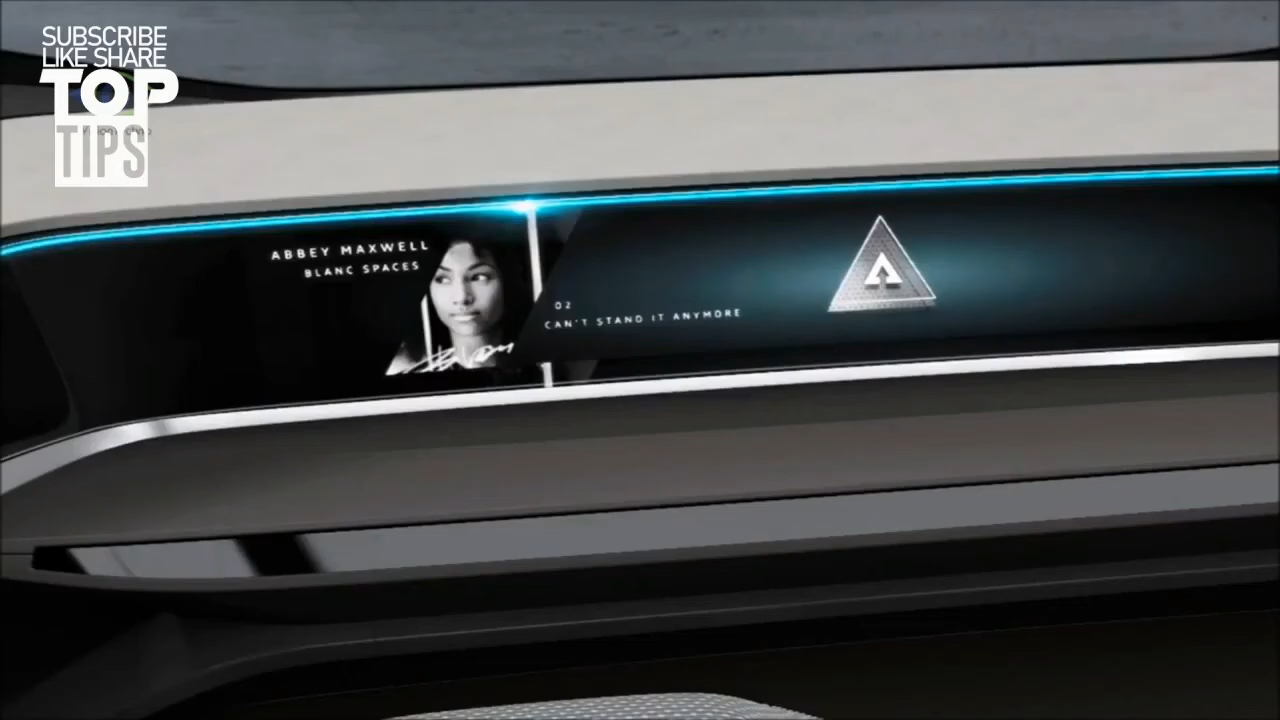 SUBSCRIBE
LIKE SHARE
TOP
TIPS
ABBEY MAXWELL
BLANC SPACES
02
CAN'T STAND IT ANYMORE